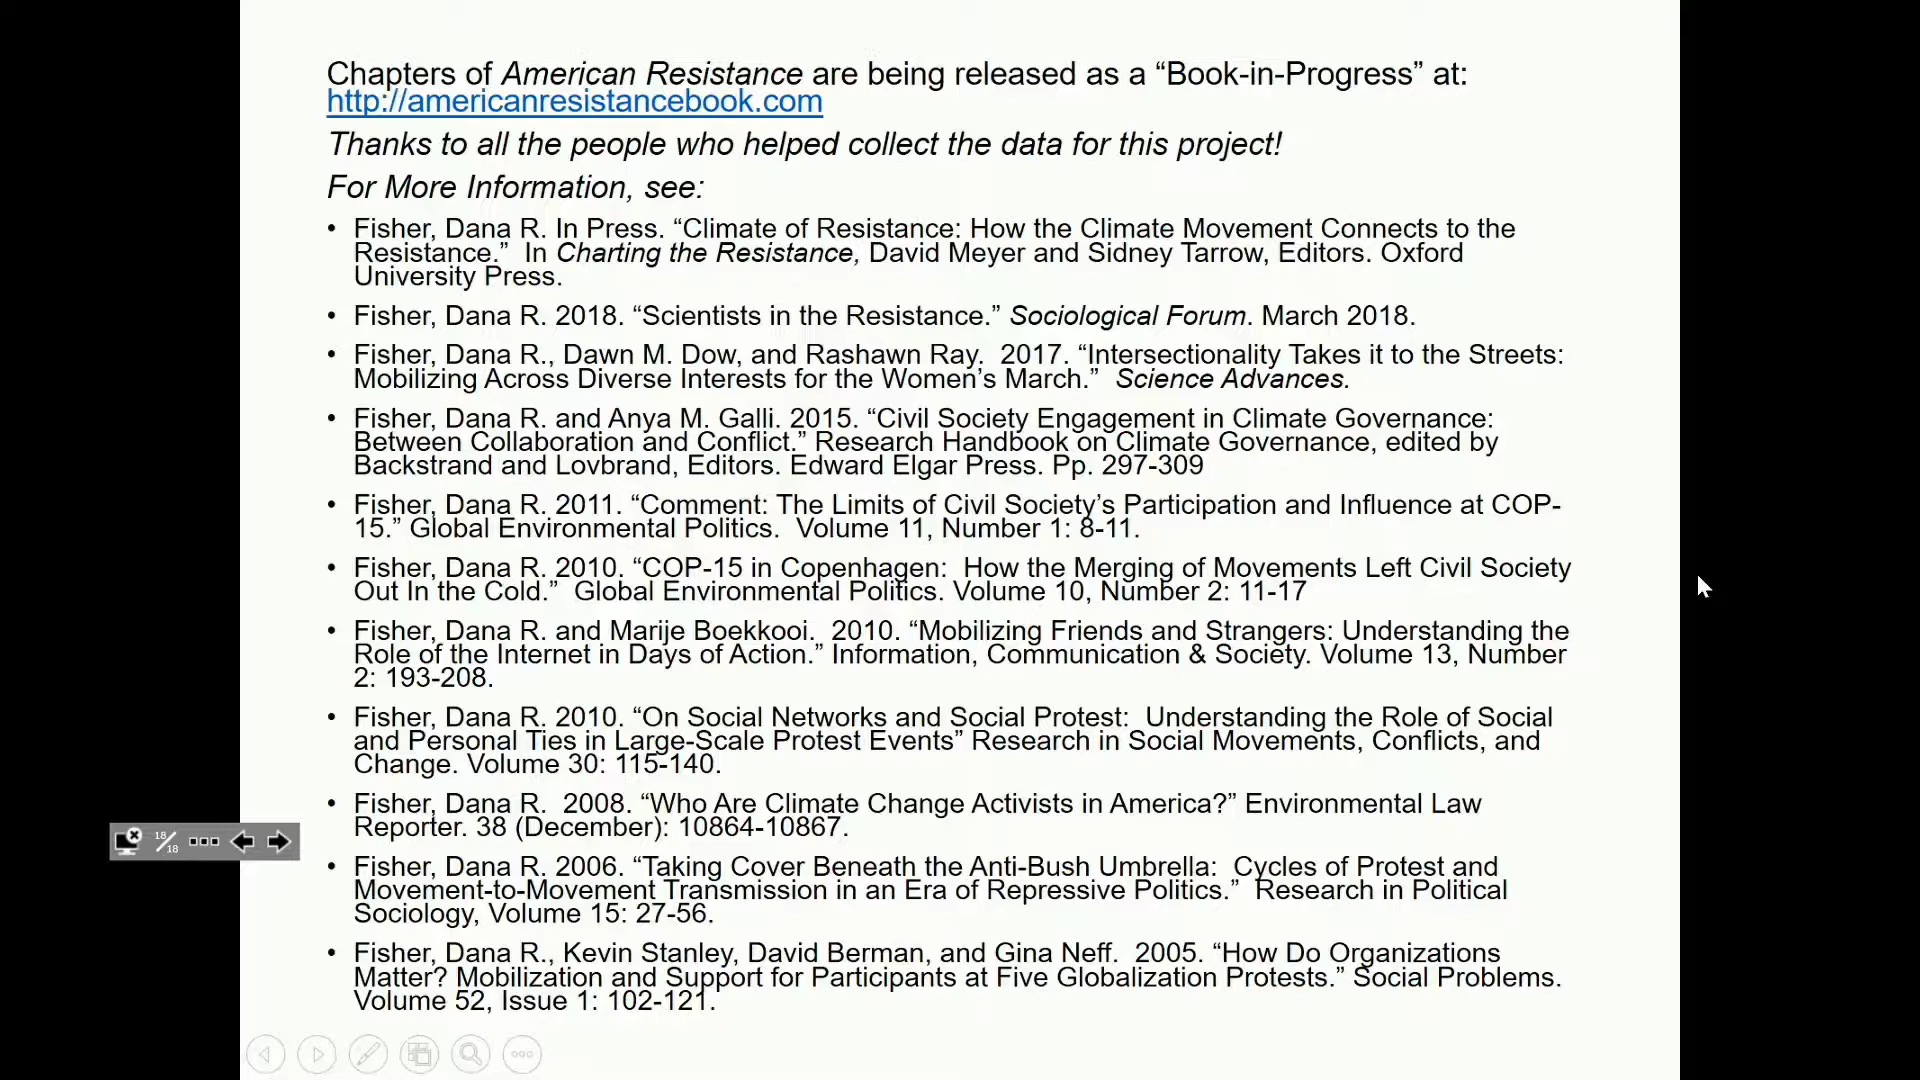 Chapters of American Resistance are being released as a “Book-in-Progress” at:
http://americanresistancebook.com
Thanks to all the people who helped collect the data for this project!
For More Information, see:
• Fisher, Dana R. In Press. “Climate of Resistance: How the Climate Movement Connects to the
Resistance.”  In Charting the Resistance, David Meyer and Sidney Tarrow, Editors. Oxford
University Press.
• Fisher, Dana R. 2018. “Scientists in the Resistance.” Sociological Forum. March 2018.
• Fisher, Dana R., Dawn M. Dow, and Rashawn Ray.  2017. “Intersectionality Takes it to the Streets:
Mobilizing Across Diverse Interests for the Women’s March.”  Science Advances.
• Fisher, Dana R. and Anya M. Galli. 2015. “Civil Society Engagement in Climate Governance:
Between Collaboration and Conflict.” Research Handbook on Climate Governance, edited by
Backstrand and Lovbrand, Editors. Edward Elgar Press. Pp. 297-309
• Fisher, Dana R. 2011. “Comment: The Limits of Civil Society’s Participation and Influence at COP-
15.” Global Environmental Politics.  Volume 11, Number 1: 8-11.
• Fisher, Dana R. 2010. “COP-15 in Copenhagen:  How the Merging of Movements Left Civil Society
Out In the Cold.”  Global Environmental Politics. Volume 10, Number 2: 11-17
• Fisher, Dana R. and Marije Boekkooi.  2010. “Mobilizing Friends and Strangers: Understanding the
Role of the Internet in Days of Action.” Information, Communication & Society. Volume 13, Number
2: 193-208.
• Fisher, Dana R. 2010. “On Social Networks and Social Protest:  Understanding the Role of Social
and Personal Ties in Large-Scale Protest Events” Research in Social Movements, Conflicts, and
Change. Volume 30: 115-140.
• Fisher, Dana R.  2008. “Who Are Climate Change Activists in America?” Environmental Law
Reporter. 38 (December): 10864-10867.
18/18
• Fisher, Dana R. 2006. “Taking Cover Beneath the Anti-Bush Umbrella:  Cycles of Protest and
Movement-to-Movement Transmission in an Era of Repressive Politics.”  Research in Political
Sociology, Volume 15: 27-56.
• Fisher, Dana R., Kevin Stanley, David Berman, and Gina Neff.  2005. “How Do Organizations
Matter? Mobilization and Support for Participants at Five Globalization Protests.” Social Problems.
Volume 52, Issue 1: 102-121.